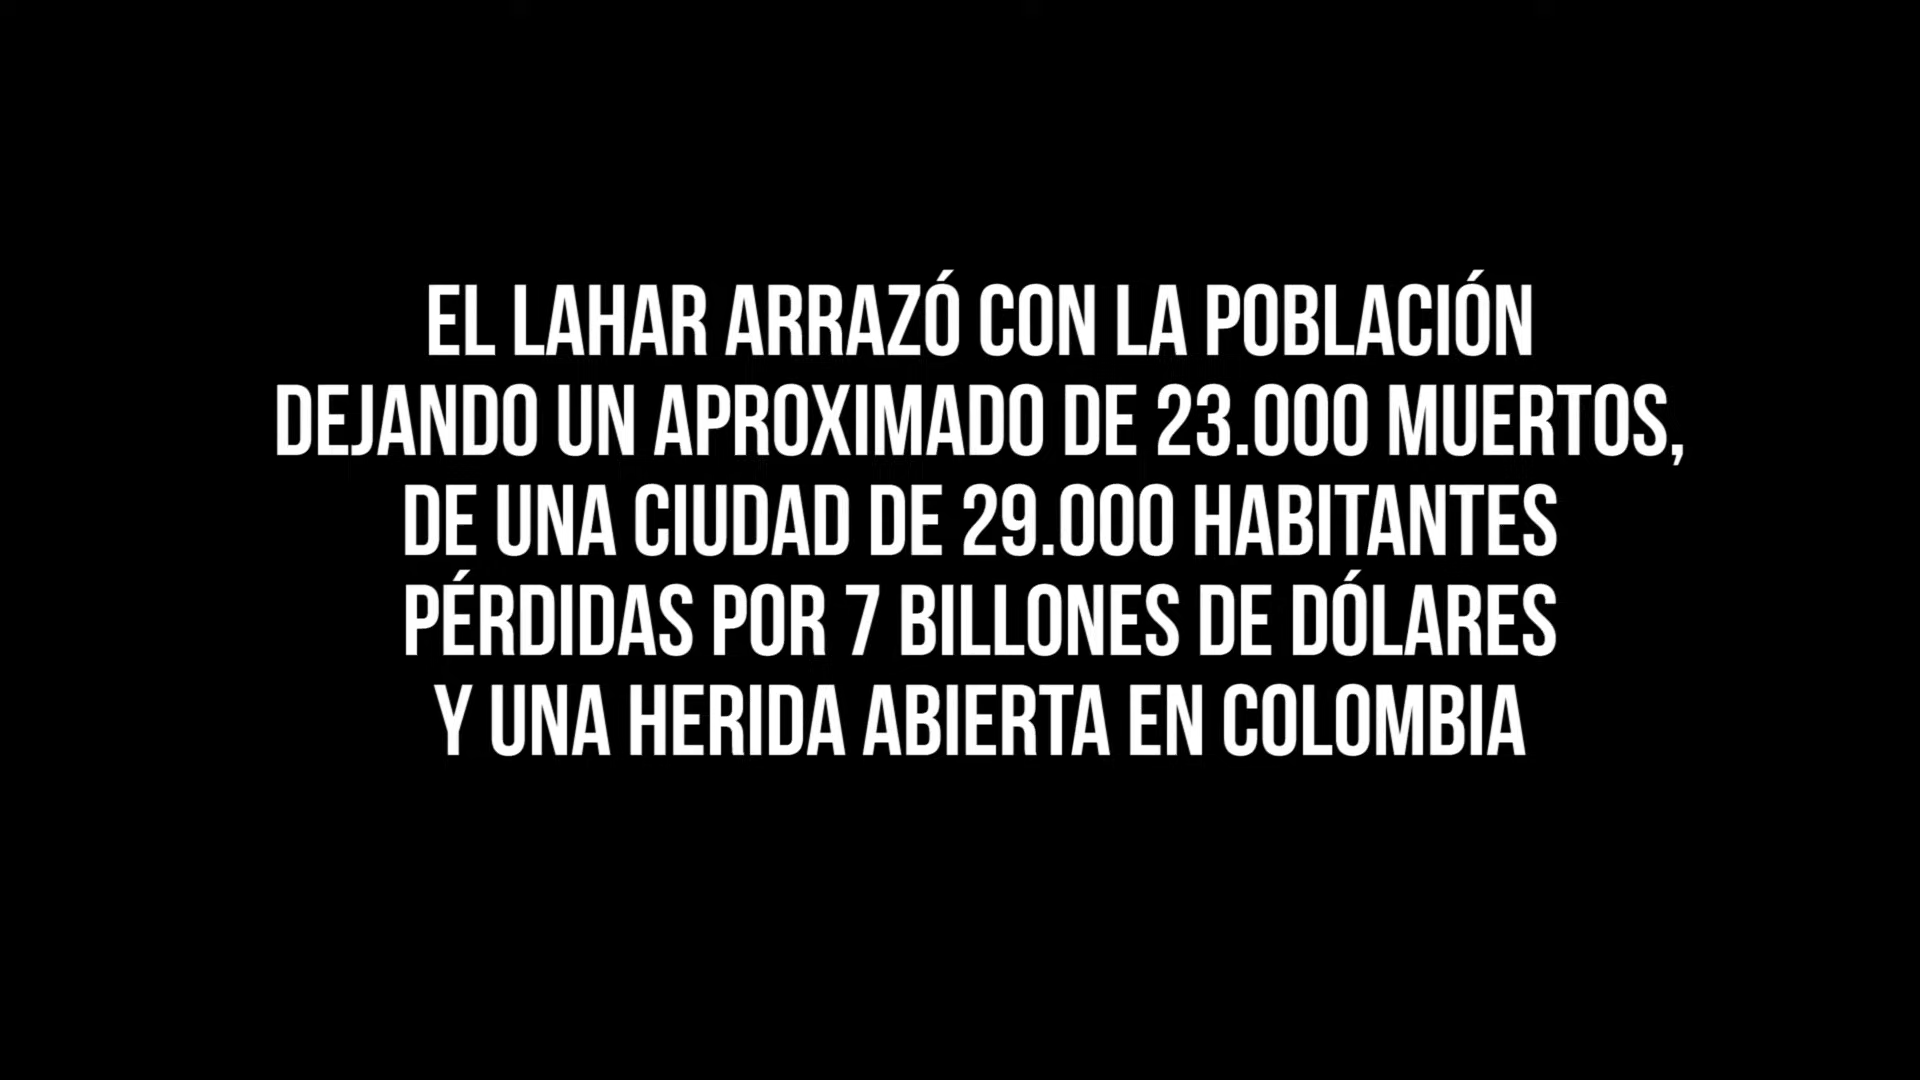 EL LAHAR ARRAZÓ CON LA POBLACIÓN
DEJANDO UN APROXIMADO DE 23.000 MUERTOS,
DE UNA CIUDAD DE 29.000 HABITANTES
PÉRDIDAS POR 7 BILLONES DE DÓLARES
Y UNA HERIDA ABIERTA EN COLOMBIA